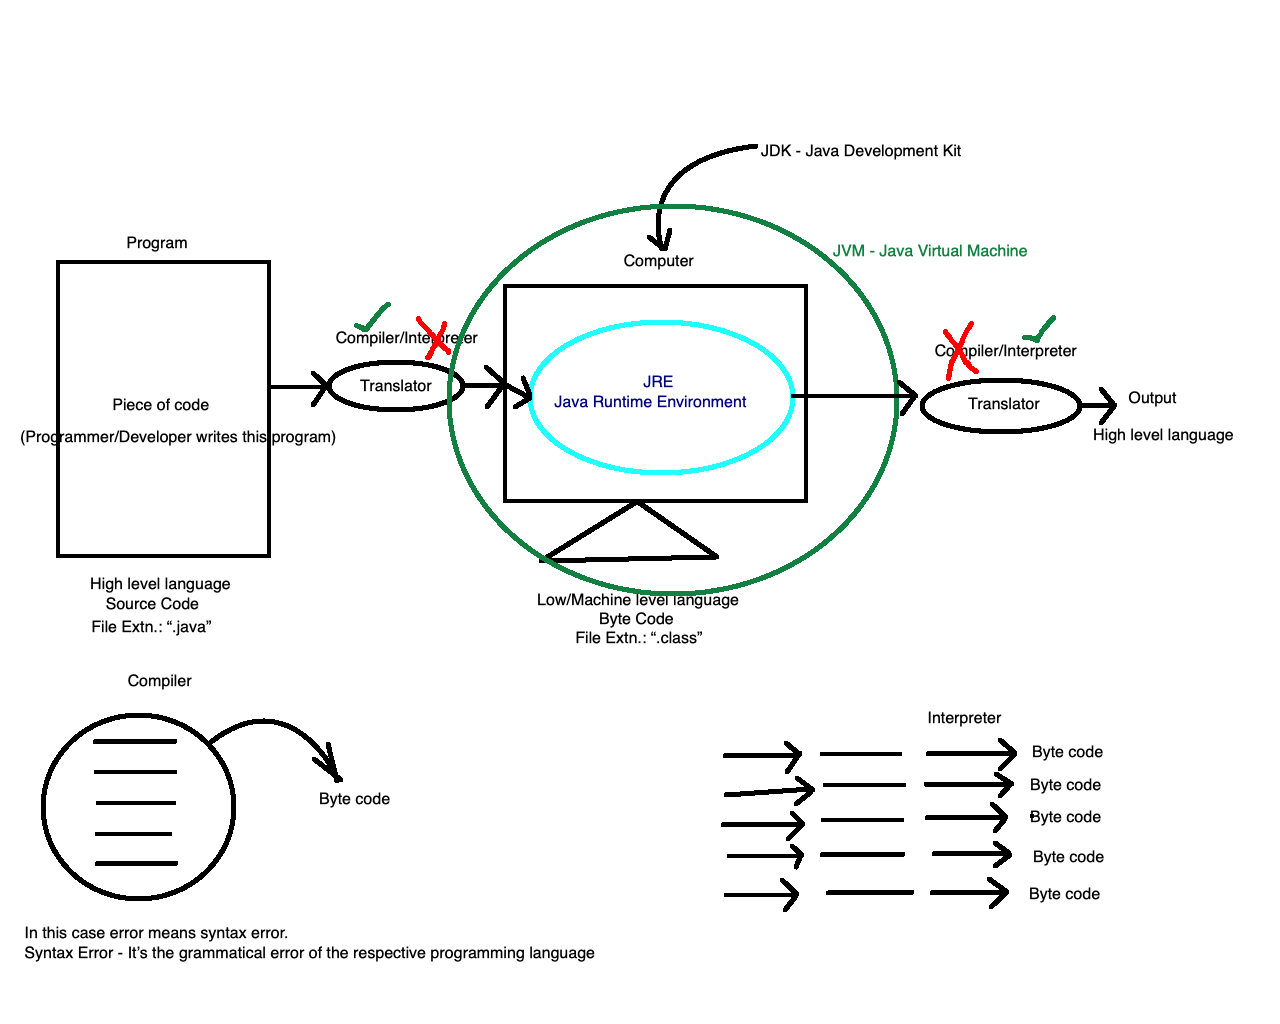 JDK - Java Development Kit
Program
JVM - Java Virtual Machine
Computer
Compiler/Interpreter
Compiler/Interpreter
Translator
JRE
Java Runtime Environment
Translator
Output
High level language
Piece of code
(Programmer/Developer writes this program)
High level language
Source Code
File Extn.: “.java”
Low/Machine level language
Byte Code
File Extn.: “.class”
Compiler
Byte code
Interpreter
Byte code
Byte code
Byte code
Byte code
Byte code
In this case error means syntax error.
Syntax Error - It’s the grammatical error of the respective programming language